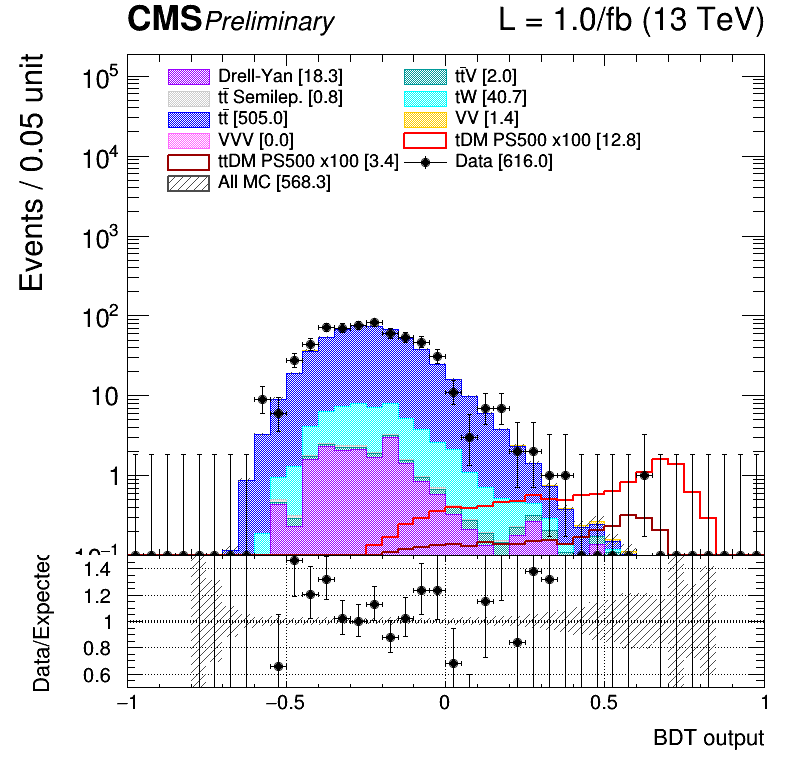 CMS Preliminary L = 1.0/fb (13 TeV)
Events / 0.05 unit
10⁵
10⁴
10³
10²
10
1
10⁻¹
Drell-Yan [18.3] tt̄V [2.0]
tt̄ Semilep. [0.8] tW [40.7]
tt̄ [505.0] VV [1.4]
VVV [0.0] tDM PS500 x100 [12.8]
ttDM PS500 x100 [3.4] Data [616.0]
All MC [568.3]
Data/Expected
1.4
1.2
1
0.8
0.6
−1 −0.5 0 0.5 1
BDT output